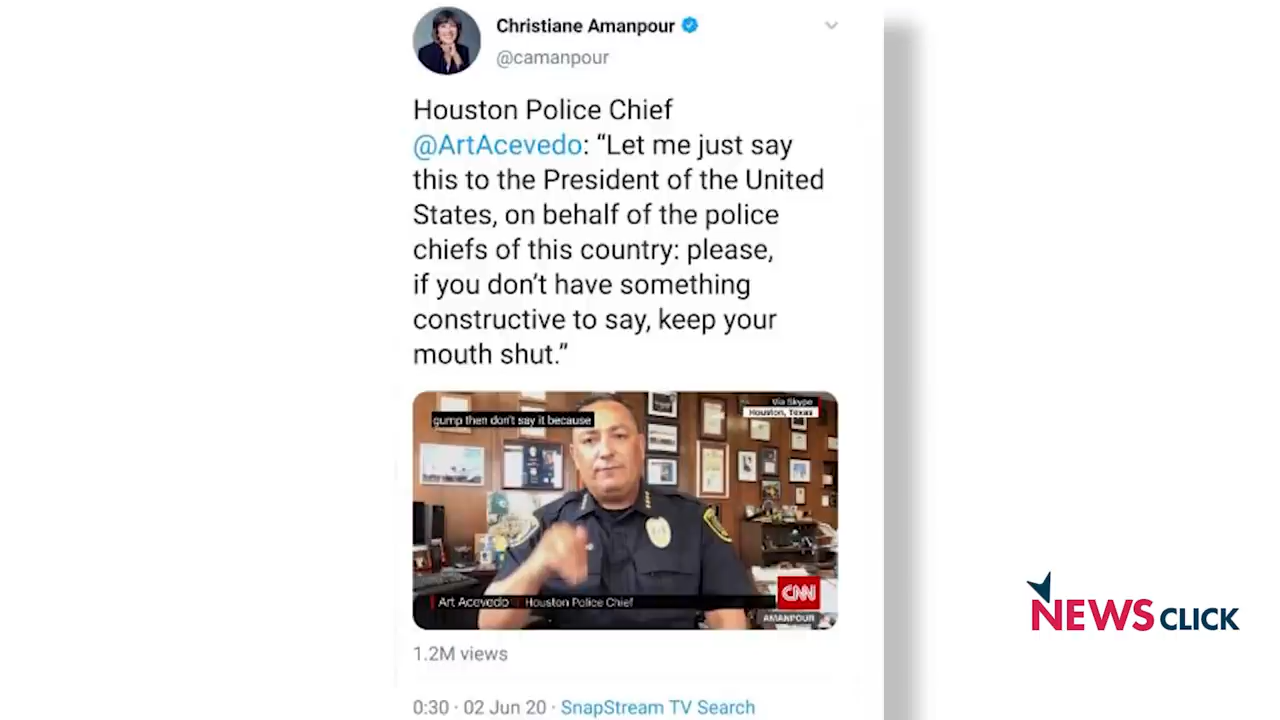 Christiane Amanpour
@camanpour
Houston Police Chief
@ArtAcevedo: “Let me just say
this to the President of the United
States, on behalf of the police
chiefs of this country: please,
if you don’t have something
constructive to say, keep your
mouth shut.”
Via Skype
Houston, Texas
gump then don't say it because
Art Acevedo Houston Police Chief
CNN
AMANPOUR
1.2M views
0:30 · 02 Jun 20 · SnapStream TV Search
NEWSCLICK